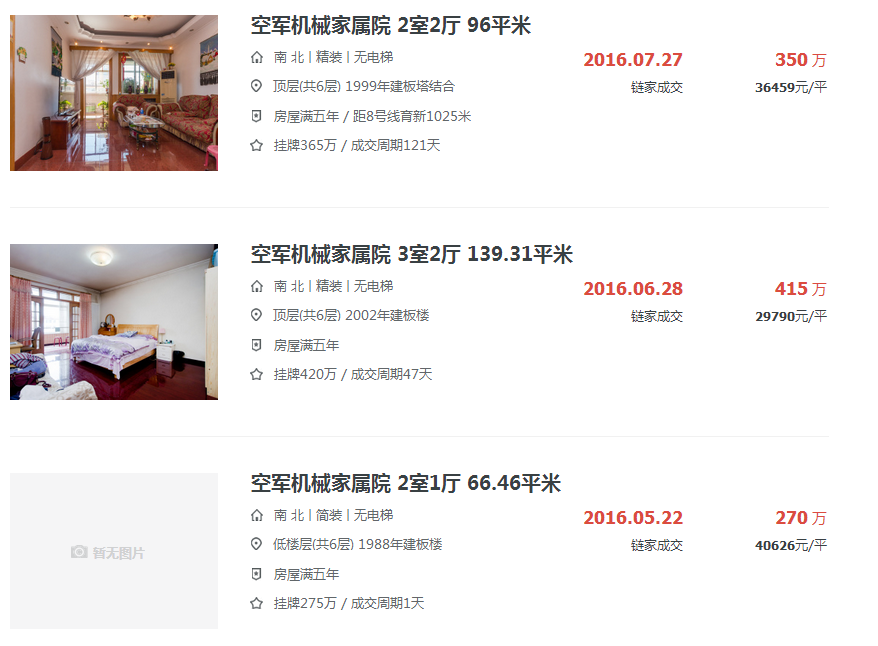 空军机械家属院 2室2厅 96平米
南 北 | 精装 | 无电梯
2016.07.27
350 万
顶层(共6层) 1999年建板塔结合
链家成交
36459元/平
房屋满五年 / 距8号线育新1025米
挂牌365万 / 成交周期121天
空军机械家属院 3室2厅 139.31平米
南 北 | 精装 | 无电梯
2016.06.28
415 万
顶层(共6层) 2002年建板楼
链家成交
29790元/平
房屋满五年
挂牌420万 / 成交周期47天
空军机械家属院 2室1厅 66.46平米
南 北 | 简装 | 无电梯
2016.05.22
270 万
低楼层(共6层) 1988年建板楼
链家成交
40626元/平
暂无图片
房屋满五年
挂牌275万 / 成交周期1天